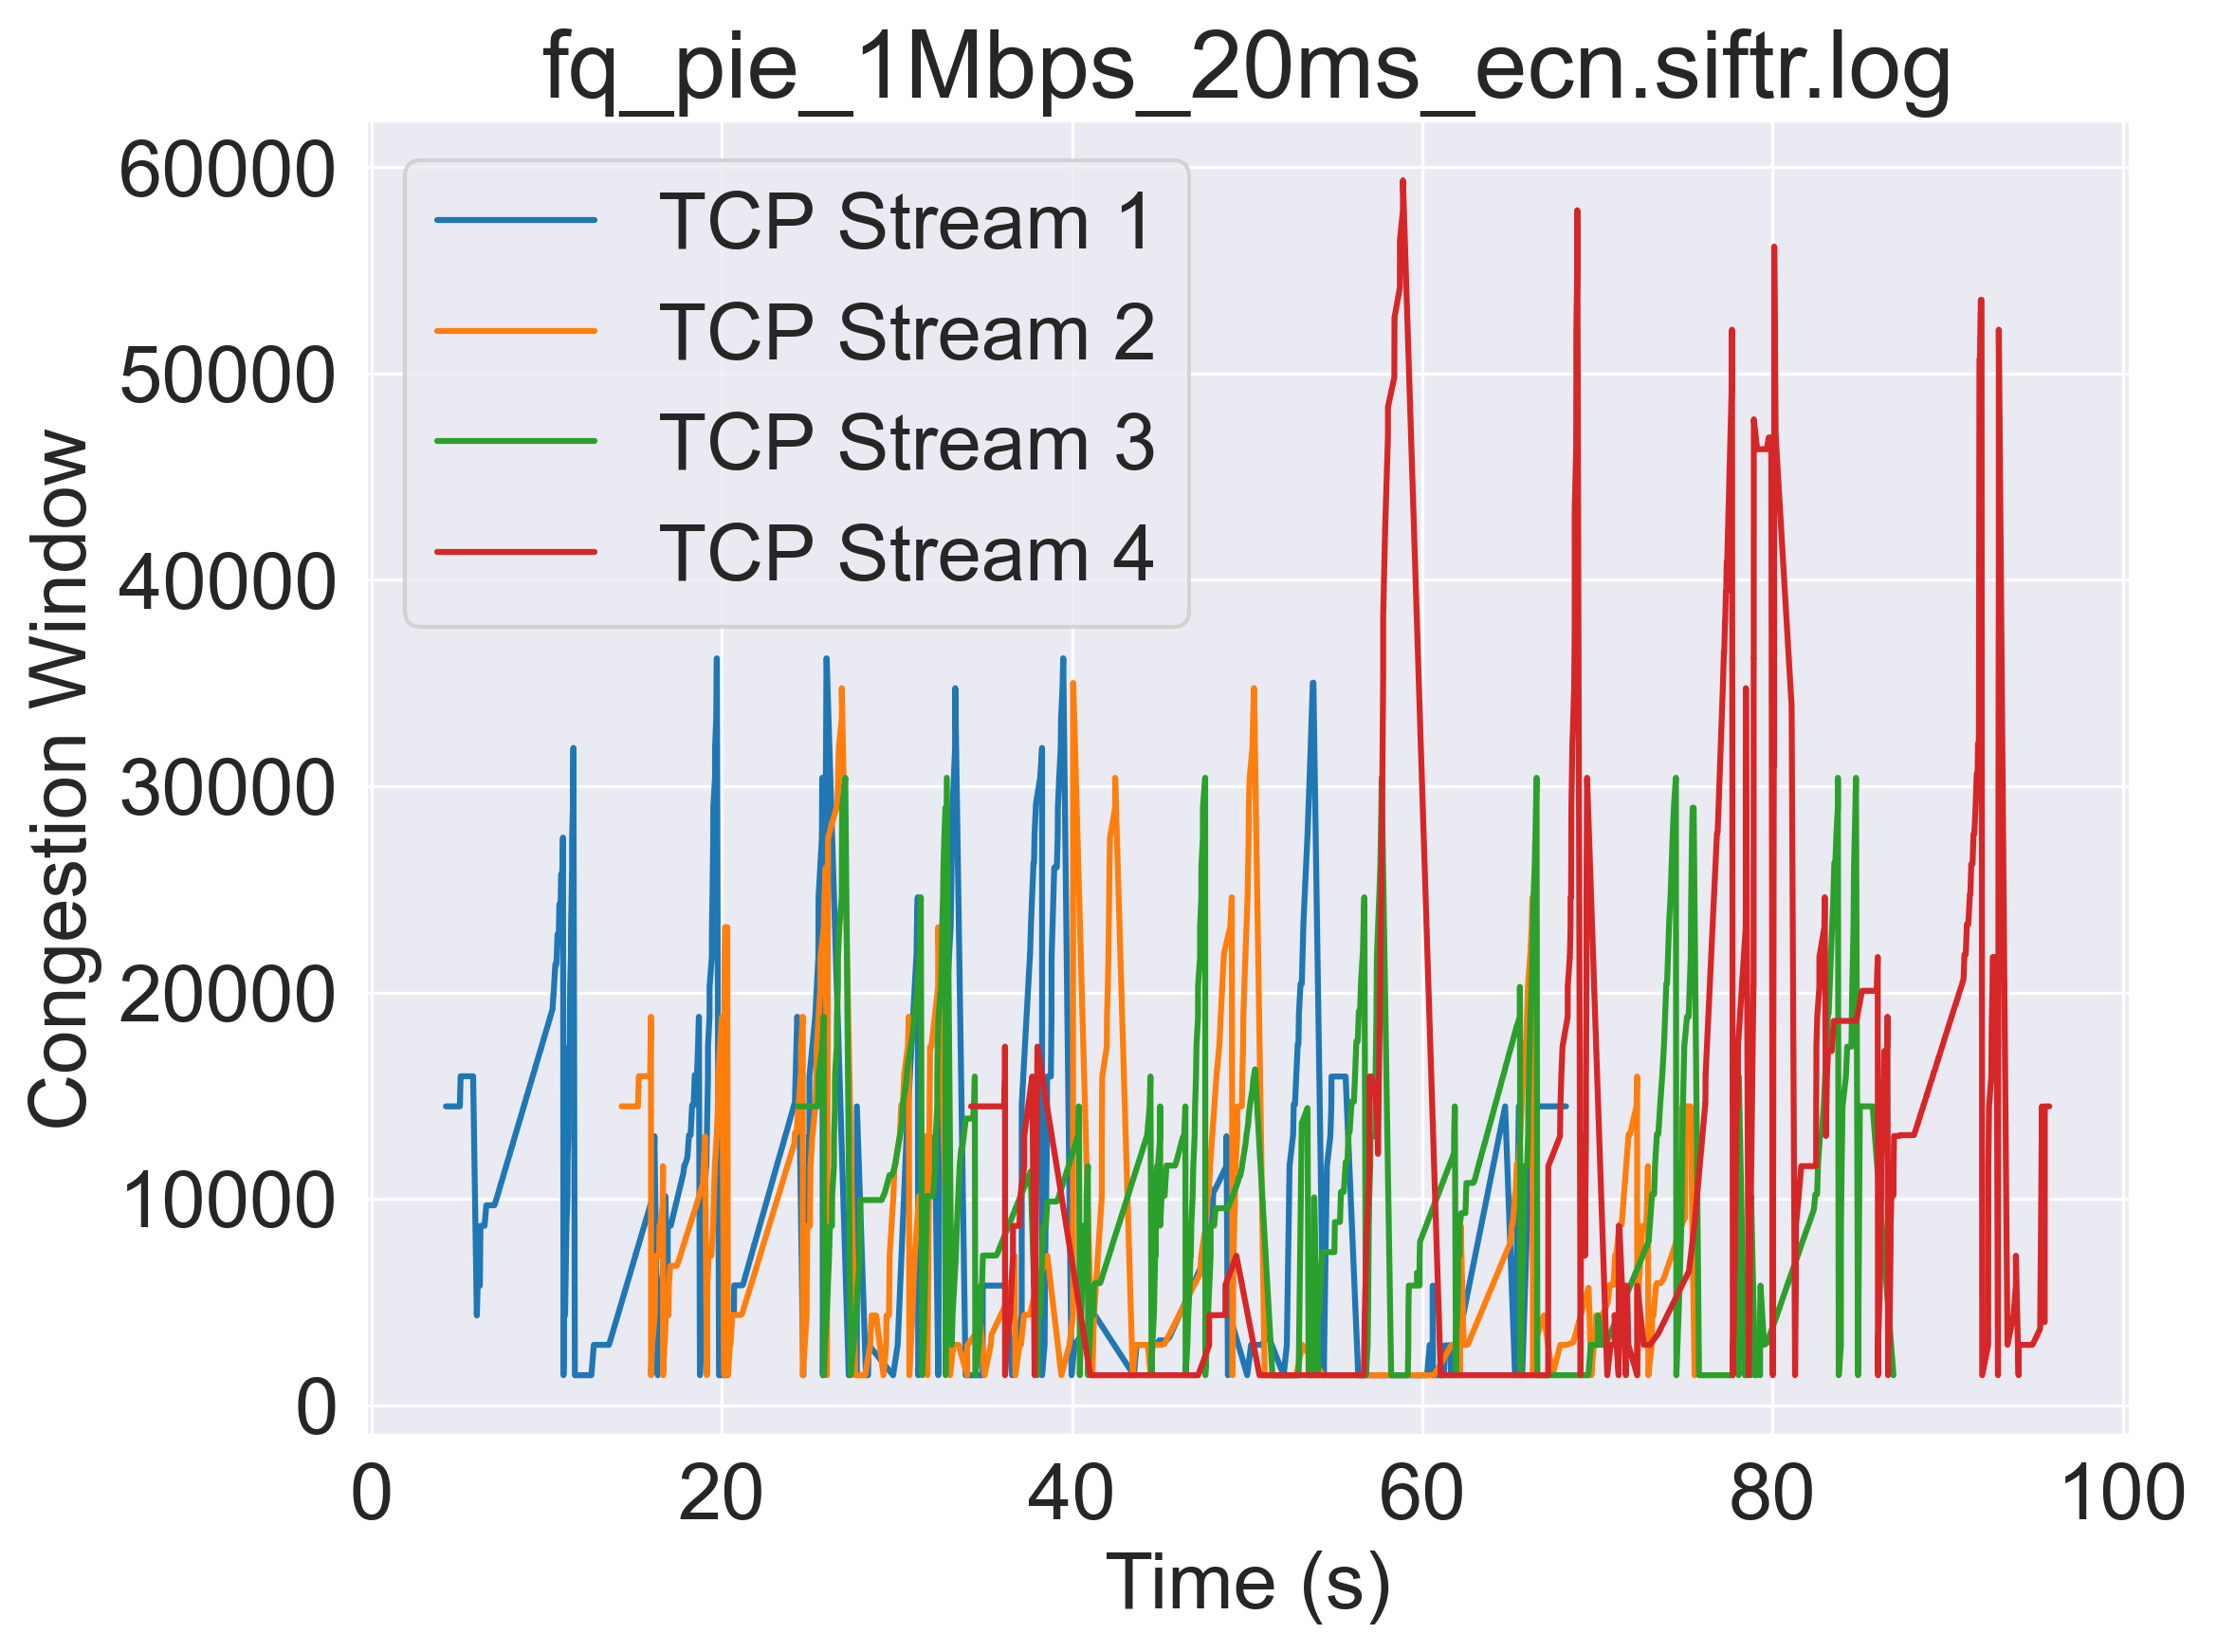 fq_pie_1Mbps_20ms_ecn.siftr.log
60000
50000
40000
30000
20000
10000
0
Congestion Window
TCP Stream 1
TCP Stream 2
TCP Stream 3
TCP Stream 4
0 20 40 60 80 100
Time (s)